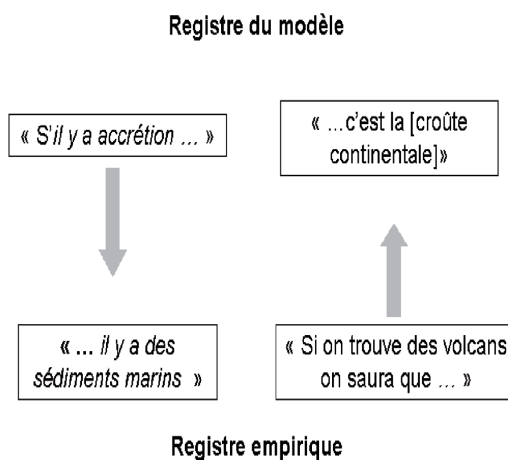 Registre du modèle
« S'il y a accrétion ... »
« ...c'est la [croûte
continentale]»
« ... il y a des
sédiments marins »
« Si on trouve des volcans
on saura que ... »
Registre empirique